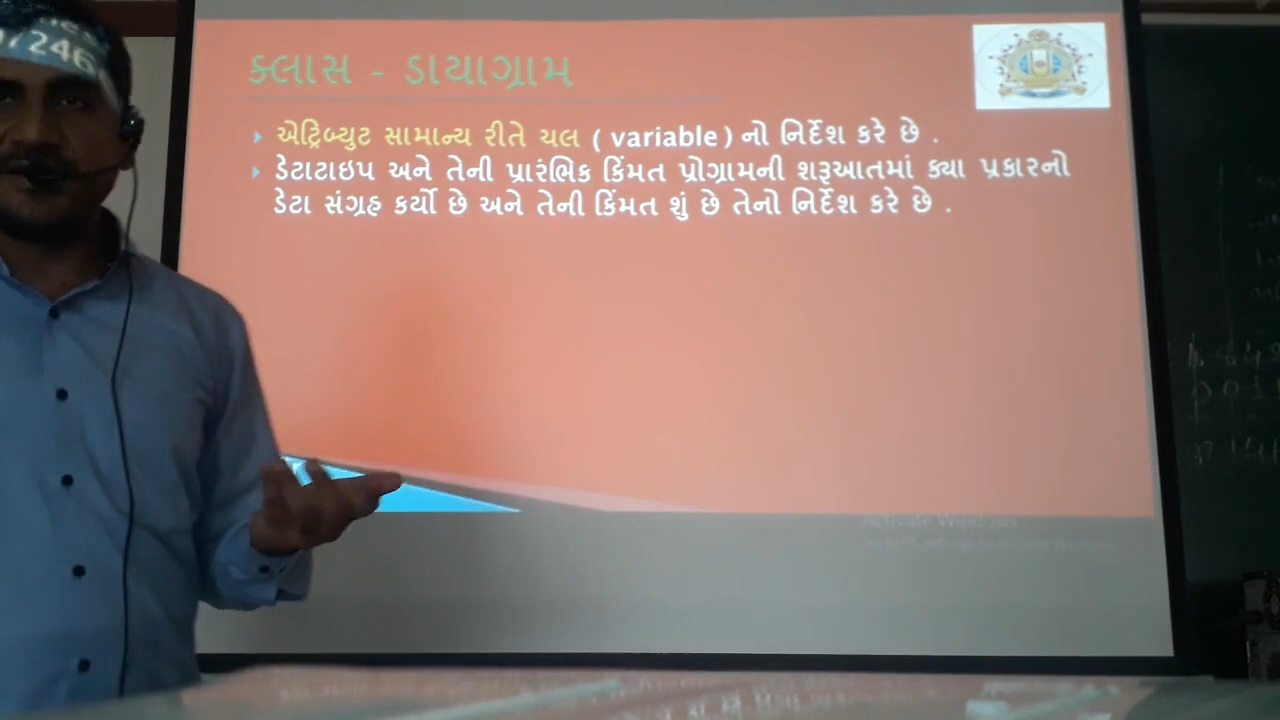 7246
ક્લાસ - ડાયાગ્રામ
એટ્રિબ્યુટ સામાન્ય રીતે ચલ ( variable ) નો નિર્દેશ કરે છે .
ડેટાટાઇપ અને તેની પ્રારંભિક કિંમત પ્રોગ્રામની શરૂઆતમાં ક્યા પ્રકારનો
ડેટા સંગ્રહ કર્યો છે અને તેની કિંમત શું છે તેનો નિર્દેશ કરે છે .
Activate Windows